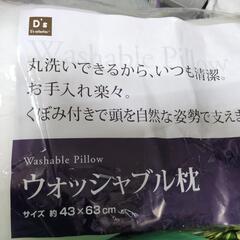 D's
Washable Pillow
丸洗いできるから、いつも清潔。
お手入れ楽々。
くぼみ付きで頭を自然な姿勢で支えき
Washable Pillow
ウォッシャブル枕
サイズ 約 43×63cm